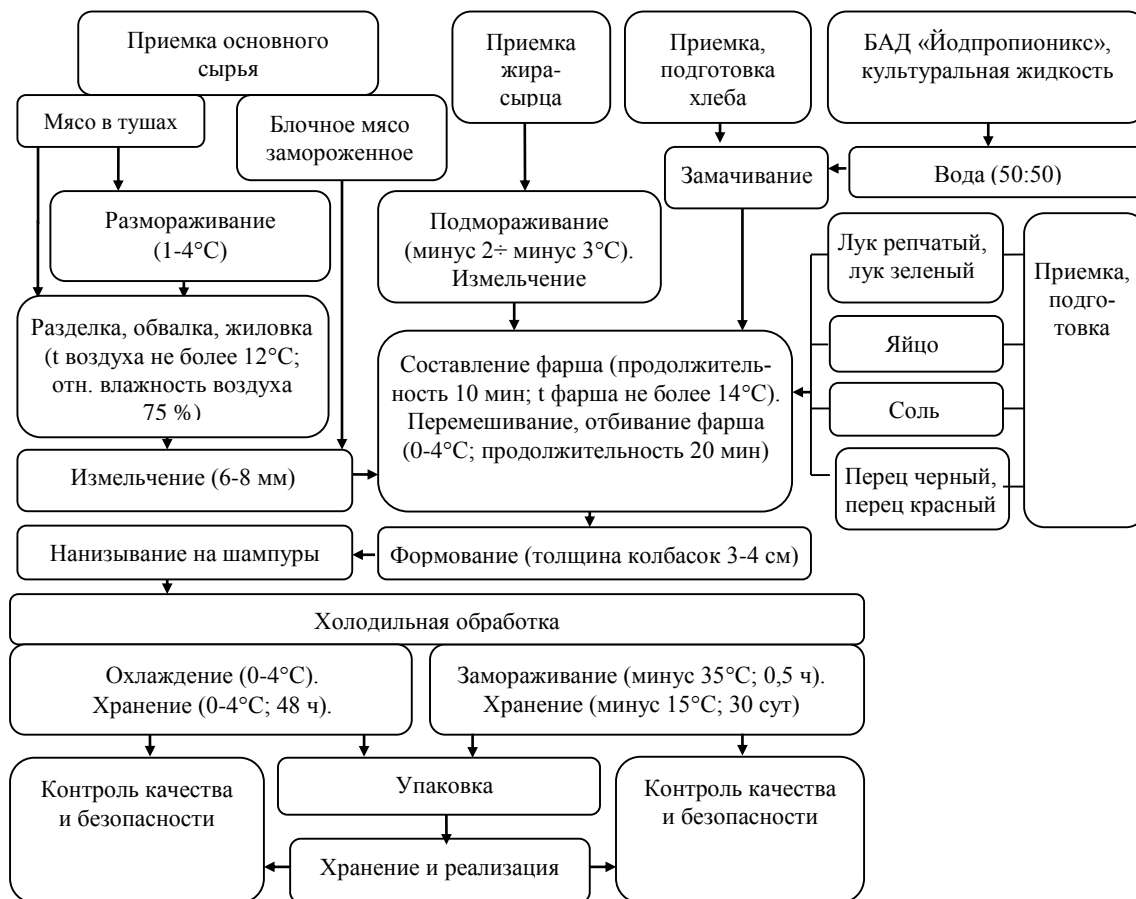 Приемка основного
сырья
Приемка
жира-
сырца
Приемка,
подготовка
хлеба
БАД «Йодпропионикс»,
культуральная жидкость
Мясо в тушах
Блочное мясо
замороженное
Замачивание
Вода (50:50)
Размораживание
(1-4°С)
Подмораживание
(минус 2÷ минус 3°С).
Измельчение
Лук репчатый,
лук зеленый
Приемка,
подго-
товка
Разделка, обвалка, жиловка
(t воздуха не более 12°С;
отн. влажность воздуха
75 %)
Составление фарша (продолжитель-
ность 10 мин; t фарша не более 14°С).
Перемешивание, отбивание фарша
(0-4°С; продолжительность 20 мин)
Яйцо
Соль
Перец черный,
перец красный
Измельчение (6-8 мм)
Нанизывание на шампуры
Формование (толщина колбасок 3-4 см)
Холодильная обработка
Охлаждение (0-4°С).
Хранение (0-4°С; 48 ч).
Замораживание (минус 35°С; 0,5 ч).
Хранение (минус 15°С; 30 сут)
Контроль качества
и безопасности
Упаковка
Контроль качества
и безопасности
Хранение и реализация